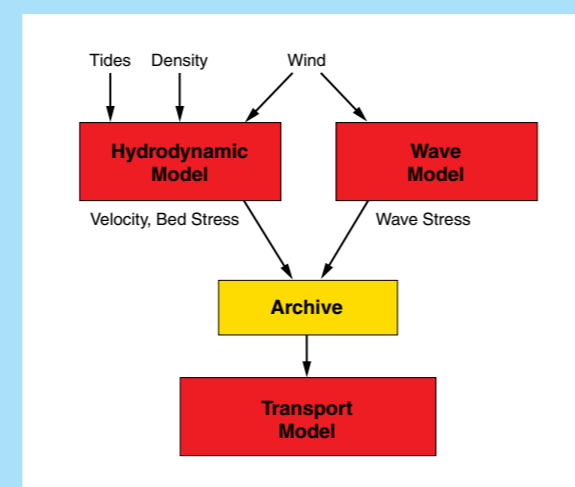 Tides Density Wind
Hydrodynamic
Model
Wave
Model
Velocity, Bed Stress
Wave Stress
Archive
Transport
Model